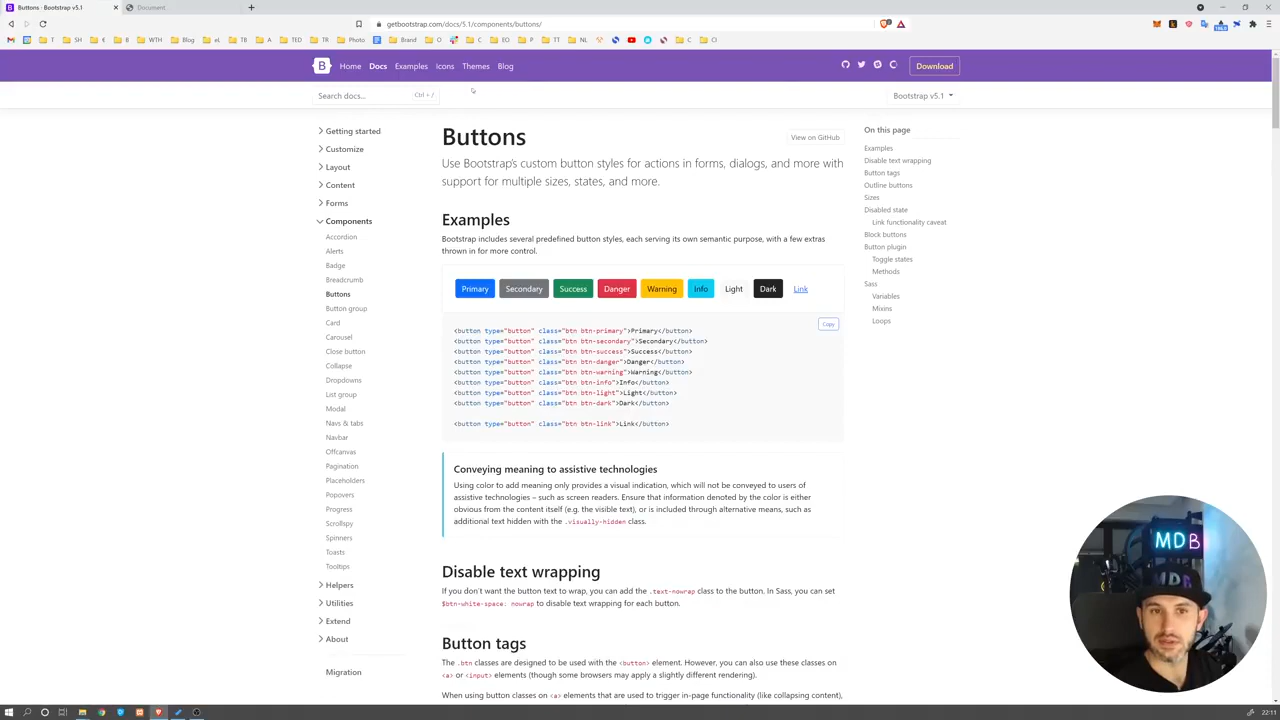 Buttons · Bootstrap v5.1
Document
getbootstrap.com/docs/5.1/components/buttons/
T
SH
€
B
WTH
Blog
eL
TB
A
TED
TR
Photo
Brand
O
C
EO
P
TT
NL
C
CI
B
Home
Docs
Examples
Icons
Themes
Blog
Download
Search docs...
Ctrl + /
Bootstrap v5.1
Getting started
Customize
Layout
Content
Forms
Components
Accordion
Alerts
Badge
Breadcrumb
Buttons
Button group
Card
Carousel
Close button
Collapse
Dropdowns
List group
Modal
Navs & tabs
Navbar
Offcanvas
Pagination
Placeholders
Popovers
Progress
Scrollspy
Spinners
Toasts
Tooltips
Helpers
Utilities
Extend
About
Migration
Buttons
View on GitHub
Use Bootstrap's custom button styles for actions in forms, dialogs, and more with
support for multiple sizes, states, and more.
Examples
Bootstrap includes several predefined button styles, each serving its own semantic purpose, with a few extras
thrown in for more control.
Primary
Secondary
Success
Danger
Warning
Info
Light
Dark
Link
Copy
<button type="button" class="btn btn-primary">Primary</button>
<button type="button" class="btn btn-secondary">Secondary</button>
<button type="button" class="btn btn-success">Success</button>
<button type="button" class="btn btn-danger">Danger</button>
<button type="button" class="btn btn-warning">Warning</button>
<button type="button" class="btn btn-info">Info</button>
<button type="button" class="btn btn-light">Light</button>
<button type="button" class="btn btn-dark">Dark</button>
<button type="button" class="btn btn-link">Link</button>
Conveying meaning to assistive technologies
Using color to add meaning only provides a visual indication, which will not be conveyed to users of
assistive technologies – such as screen readers. Ensure that information denoted by the color is either
obvious from the content itself (e.g. the visible text), or is included through alternative means, such as
additional text hidden with the .visually-hidden class.
Disable text wrapping
If you don't want the button text to wrap, you can add the .text-nowrap class to the button. In Sass, you can set
$btn-white-space: nowrap to disable text wrapping for each button.
Button tags
The .btn classes are designed to be used with the <button> element. However, you can also use these classes on
<a> or <input> elements (though some browsers may apply a slightly different rendering).
When using button classes on <a> elements that are used to trigger in-page functionality (like collapsing content),
On this page
Examples
Disable text wrapping
Button tags
Outline buttons
Sizes
Disabled state
Link functionality caveat
Block buttons
Button plugin
Toggle states
Methods
Sass
Variables
Mixins
Loops
MDB
MDB
22:11